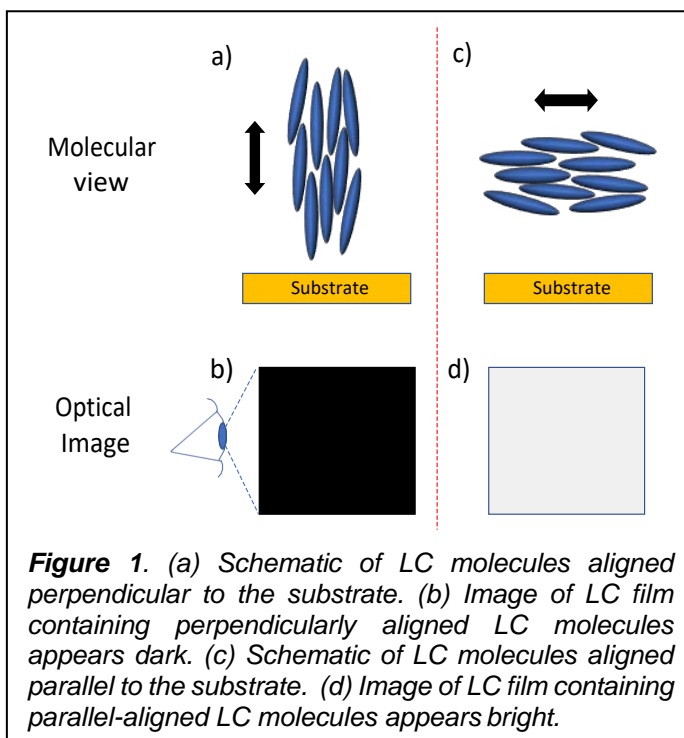 a)
c)
Molecular
view
Substrate
Substrate
b)
d)
Optical
Image
Figure 1. (a) Schematic of LC molecules aligned
perpendicular to the substrate. (b) Image of LC film
containing perpendicularly aligned LC molecules
appears dark. (c) Schematic of LC molecules aligned
parallel to the substrate. (d) Image of LC film containing
parallel-aligned LC molecules appears bright.